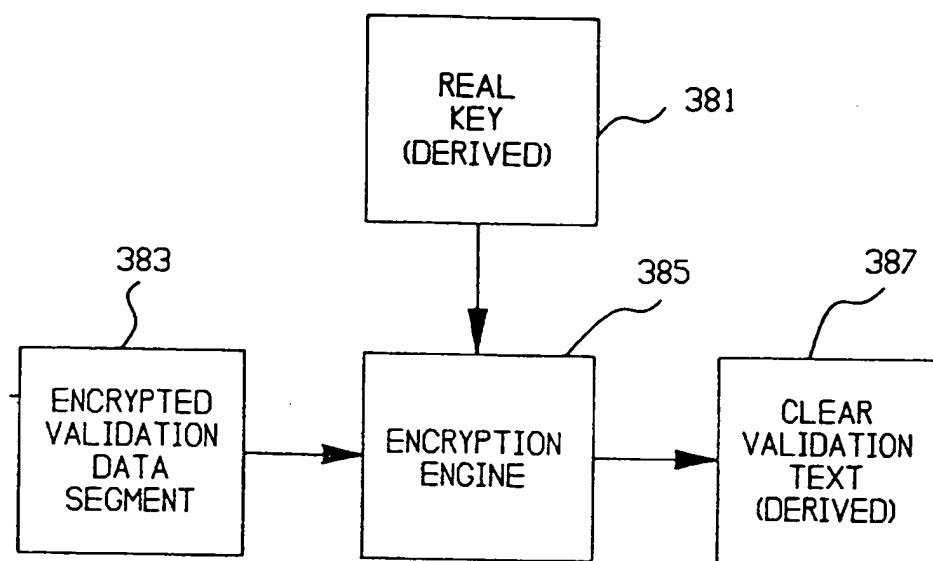 REAL
KEY
(DERIVED)
381
383
385
387
ENCRYPTED
VALIDATION
DATA
SEGMENT
ENCRYPTION
ENGINE
CLEAR
VALIDATION
TEXT
(DERIVED)